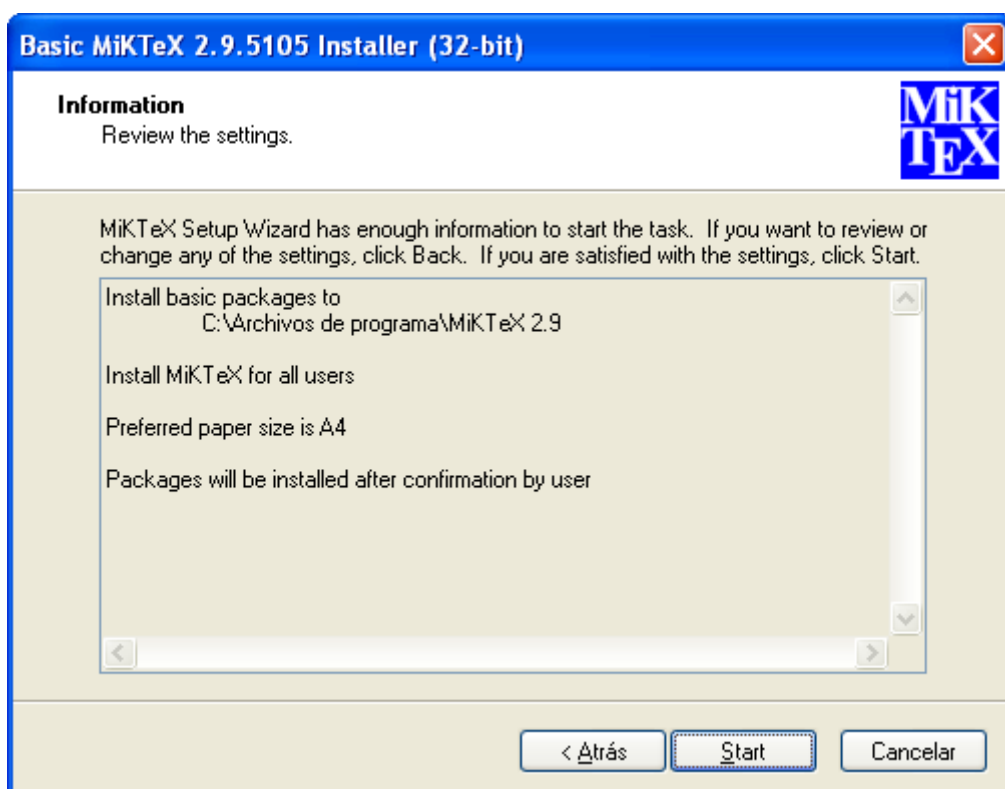 Basic MiKTeX 2.9.5105 Installer (32-bit)
Information
Review the settings.
MiK
TEX
MiKTeX Setup Wizard has enough information to start the task.  If you want to review or
change any of the settings, click Back.  If you are satisfied with the settings, click Start.
Install basic packages to
C:\Archivos de programa\MiKTeX 2.9
Install MiKTeX for all users
Preferred paper size is A4
Packages will be installed after confirmation by user
< Atrás
Start
Cancelar